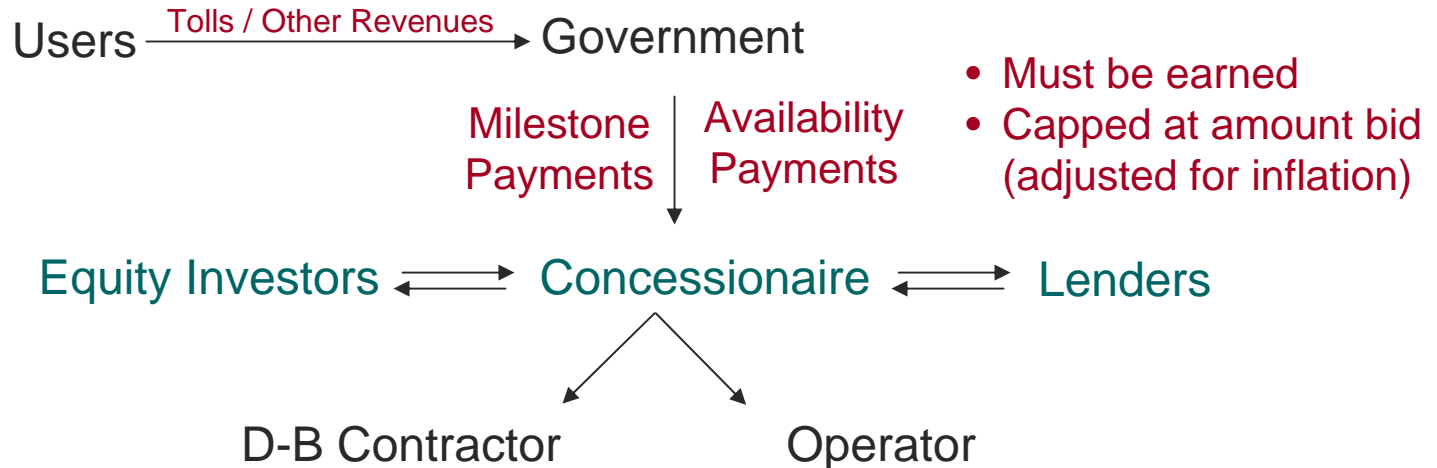 Users
Tolls / Other Revenues
Government
Milestone
Payments
Availability
Payments
• Must be earned
• Capped at amount bid
(adjusted for inflation)
Equity Investors
Concessionaire
Lenders
D-B Contractor
Operator